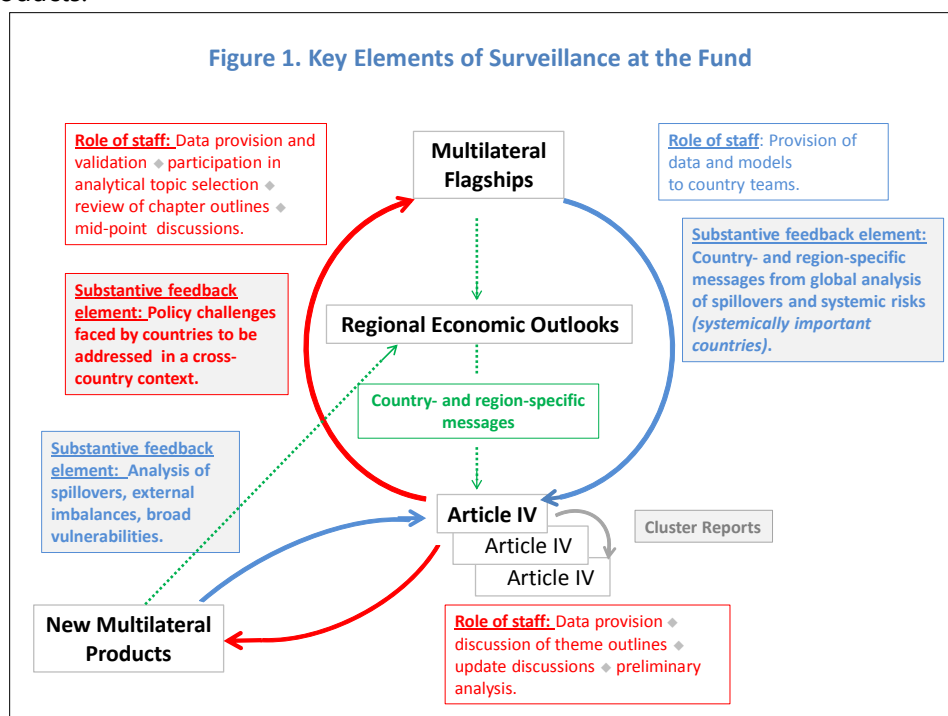 Figure 1. Key Elements of Surveillance at the Fund
Role of staff: Data provision and
validation ◆ participation in
analytical topic selection ◆
review of chapter outlines ◆
mid-point discussions.
Multilateral
Flagships
Role of staff: Provision of
data and models
to country teams.
Substantive feedback element:
Country- and region-specific
messages from global analysis
of spillovers and systemic risks
(systemically important
countries).
Substantive feedback
element: Policy challenges
faced by countries to be
addressed in a cross-
country context.
Regional Economic Outlooks
Country- and region-specific
messages
Substantive feedback
element: Analysis of
spillovers, external
imbalances, broad
vulnerabilities.
Article IV
Article IV
Article IV
Cluster Reports
New Multilateral
Products
Role of staff: Data provision ◆
discussion of theme outlines ◆
update discussions ◆ preliminary
analysis.